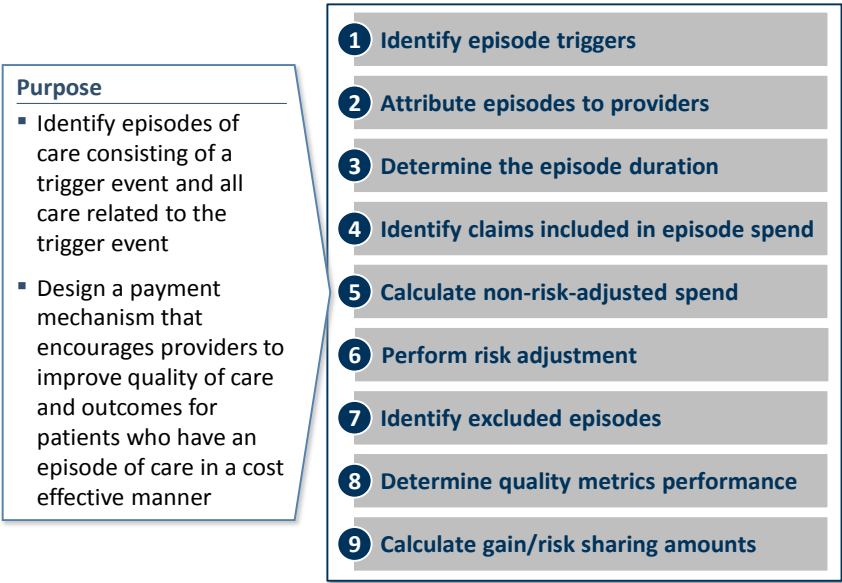 Purpose
▪ Identify episodes of
care consisting of a
trigger event and all
care related to the
trigger event
▪ Design a payment
mechanism that
encourages providers to
improve quality of care
and outcomes for
patients who have an
episode of care in a cost
effective manner
1 Identify episode triggers
2 Attribute episodes to providers
3 Determine the episode duration
4 Identify claims included in episode spend
5 Calculate non-risk-adjusted spend
6 Perform risk adjustment
7 Identify excluded episodes
8 Determine quality metrics performance
9 Calculate gain/risk sharing amounts